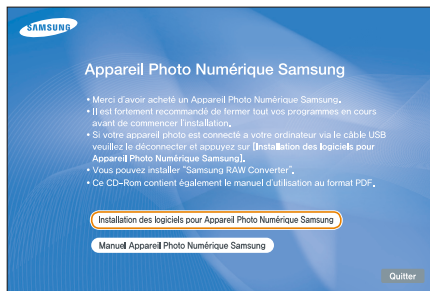 SAMSUNG
Appareil Photo Numérique Samsung
• Merci d'avoir acheté un Appareil Photo Numérique Samsung.
• Il est fortement recommandé de fermer tout vos programmes en cours
avant de commencer l'installation.
• Si votre appareil photo est connecté a votre ordinateur via le câble USB
veuillez le déconnecter et appuyez sur [Installation des logiciels pour
Appareil Photo Numérique Samsung].
• Vous pouvez installer "Samsung RAW Converter".
• Ce CD-Rom contient également le manuel d'utilisation au format PDF.
Installation des logiciels pour Appareil Photo Numérique Samsung
Manuel Appareil Photo Numérique Samsung
Quitter